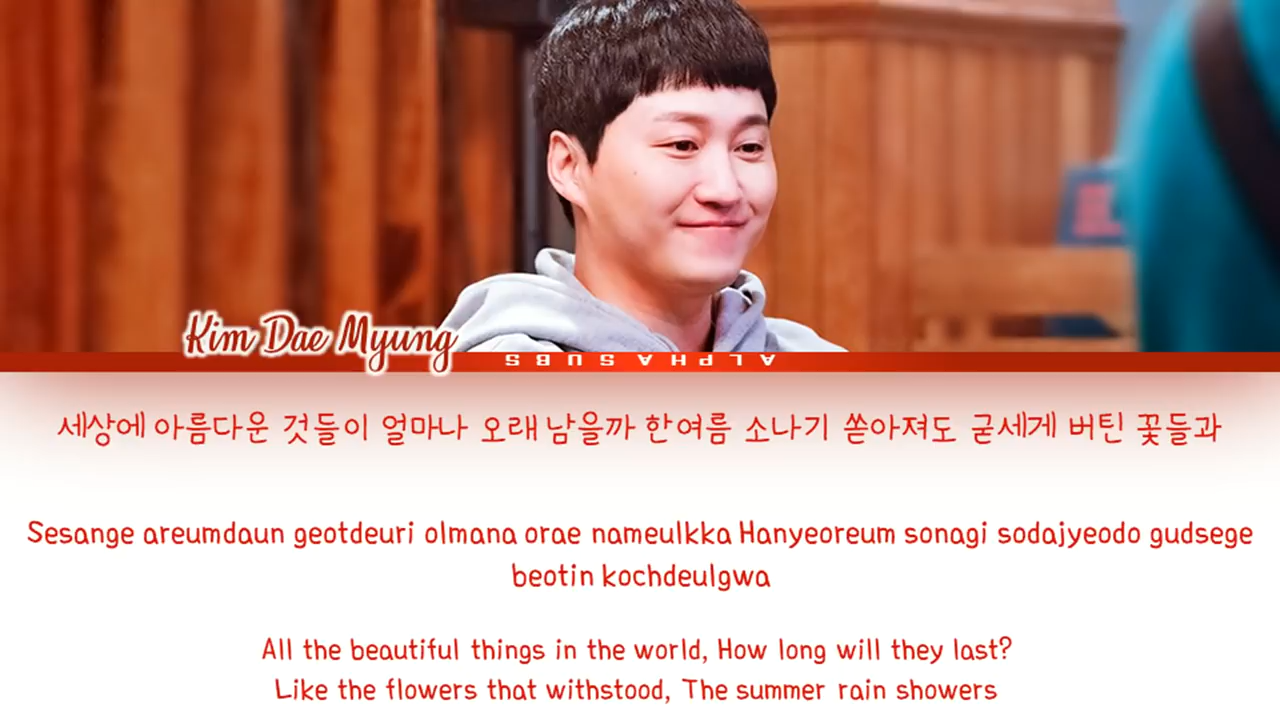 Kim Dae Myung
ALPHASUBS
세상에 아름다운 것들이 얼마나 오래 남을까 한여름 소나기 쏟아져도 굳세게 버틴 꽃들과
Sesange areumdaun geotdeuri olmana orae nameulkka Hanyeoreum sonagi sodajyeodo gudsege
beotin kochdeulgwa
All the beautiful things in the world, How long will they last?
Like the flowers that withstood, The summer rain showers